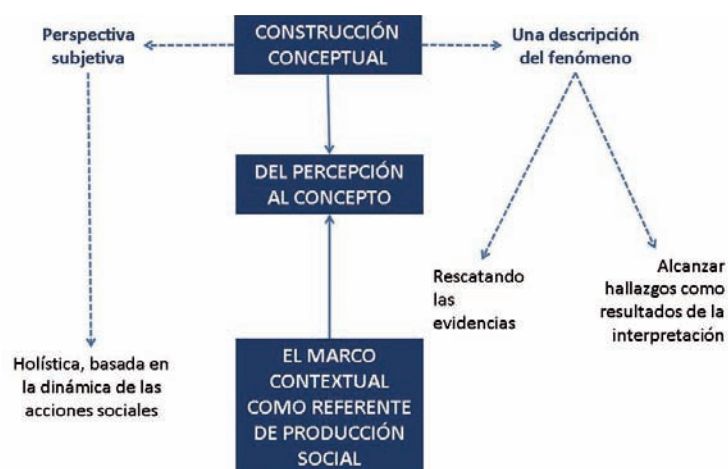 Perspectiva
subjetiva
CONSTRUCCIÓN
CONCEPTUAL
Una descripción
del fenómeno
DEL PERCEPCIÓN
AL CONCEPTO
Rescatando
las
evidencias
Alcanzar
hallazgos como
resultados de la
interpretación
Holística, basada en
la dinámica de las
acciones sociales
EL MARCO
CONTEXTUAL
COMO REFERENTE
DE PRODUCCIÓN
SOCIAL